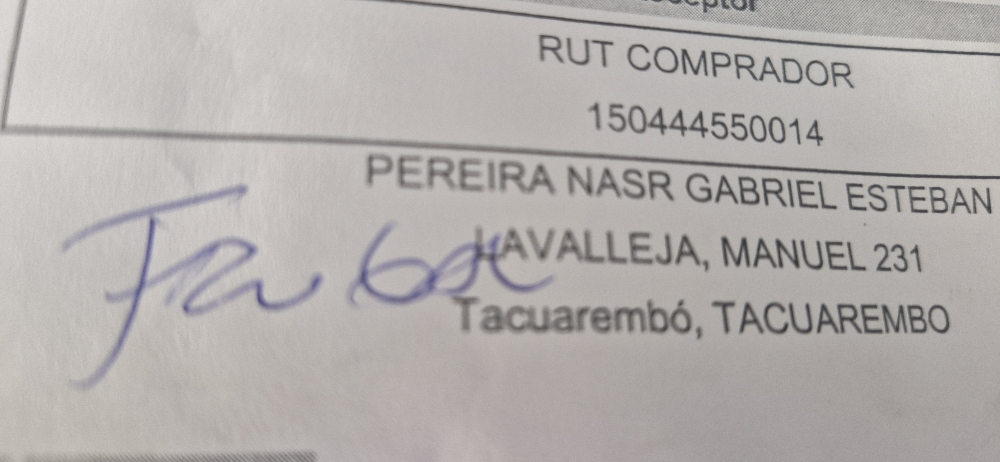 RUT COMPRADOR
150444550014
PEREIRA NASR GABRIEL ESTEBAN
LAVALLEJA, MANUEL 231
Tacuarembó, TACUAREMBO